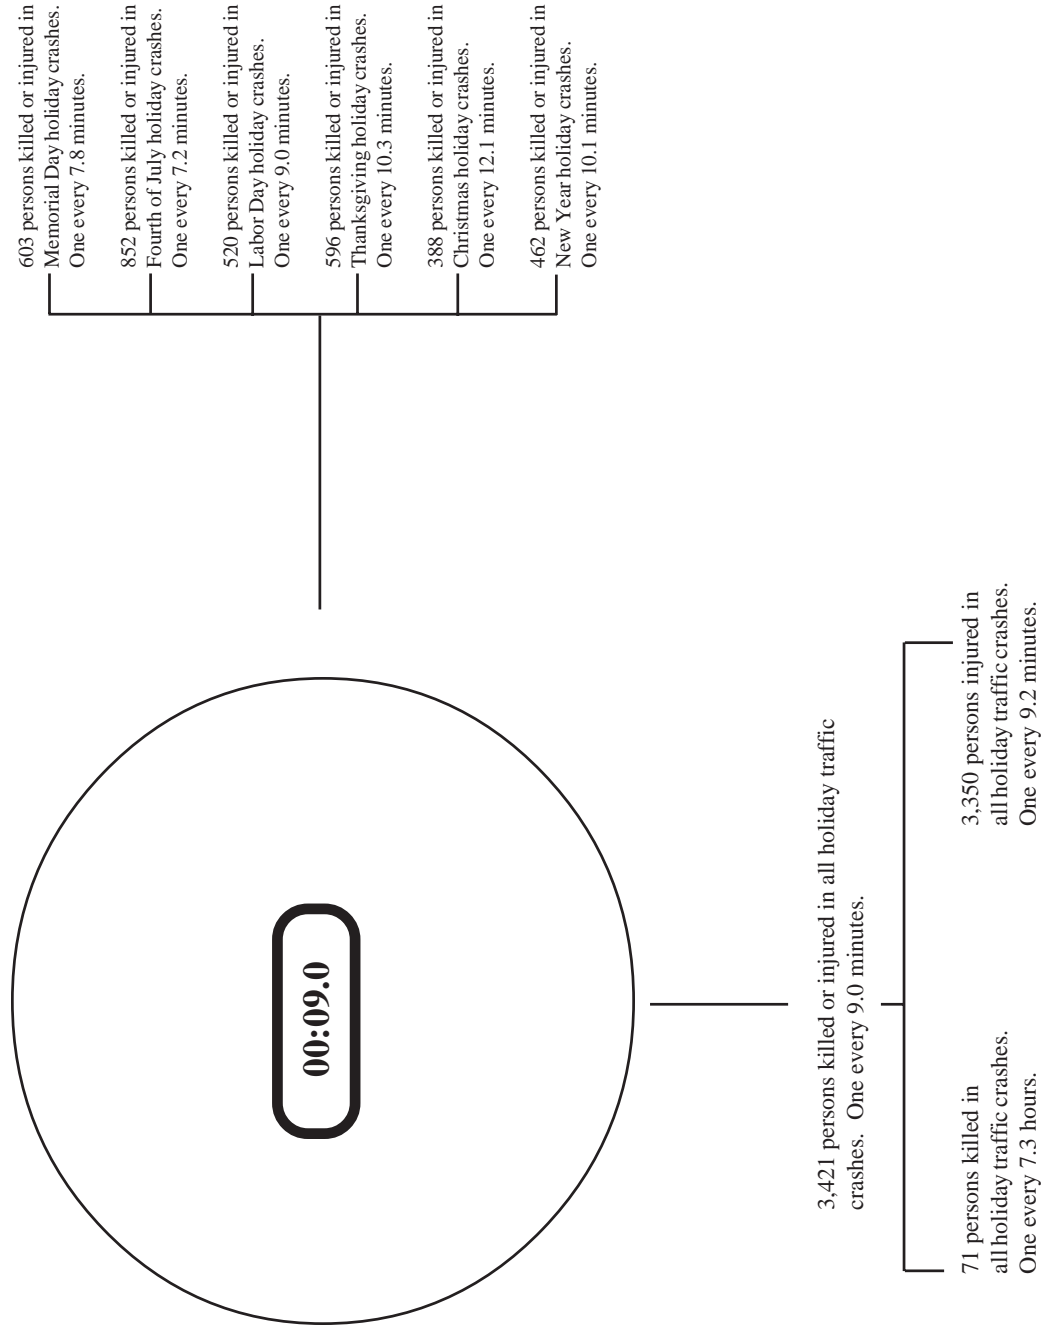 603 persons killed or injured in
Memorial Day holiday crashes.
One every 7.8 minutes.
852 persons killed or injured in
Fourth of July holiday crashes.
One every 7.2 minutes.
520 persons killed or injured in
Labor Day holiday crashes.
One every 9.0 minutes.
596 persons killed or injured in
Thanksgiving holiday crashes.
One every 10.3 minutes.
388 persons killed or injured in
Christmas holiday crashes.
One every 12.1 minutes.
462 persons killed or injured in
New Year holiday crashes.
One every 10.1 minutes.
00:09.0
3,421 persons killed or injured in all holiday traffic
crashes. One every 9.0 minutes.
71 persons killed in
all holiday traffic crashes.
One every 7.3 hours.
3,350 persons injured in
all holiday traffic crashes.
One every 9.2 minutes.